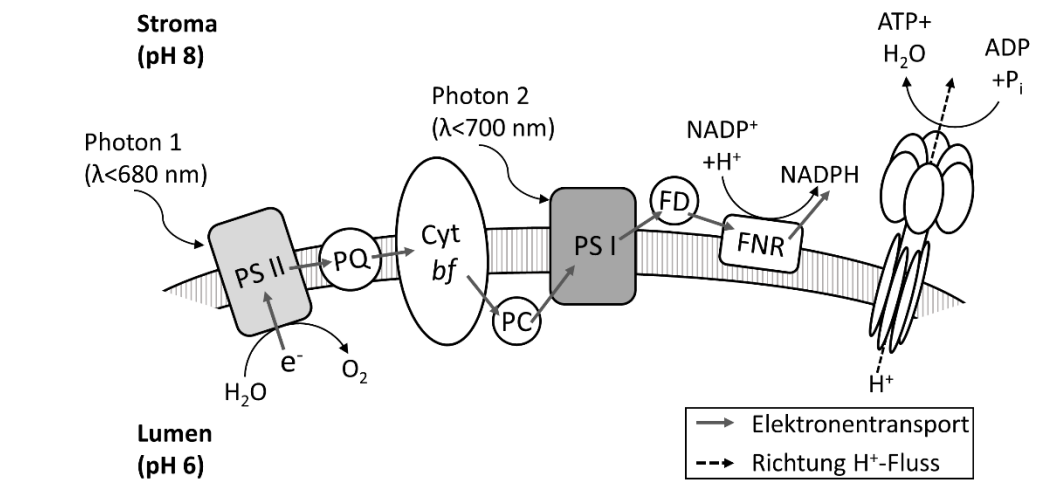 Stroma
(pH 8)
Photon 1
(λ<680 nm)
Photon 2
(λ<700 nm)
NADP⁺
+H⁺
NADPH
ATP+
H₂O
ADP
+Pᵢ
PS II
PQ
Cyt
bf
PC
PS I
FD
FNR
H₂O
e⁻
O₂
H⁺
Lumen
(pH 6)
Elektronentransport
Richtung H⁺-Fluss